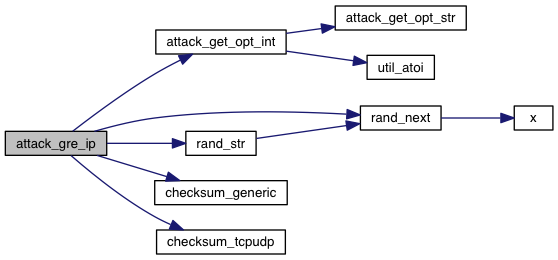 attack_get_opt_str
attack_get_opt_int
util_atoi
rand_next
x
attack_gre_ip
rand_str
checksum_generic
checksum_tcpudp